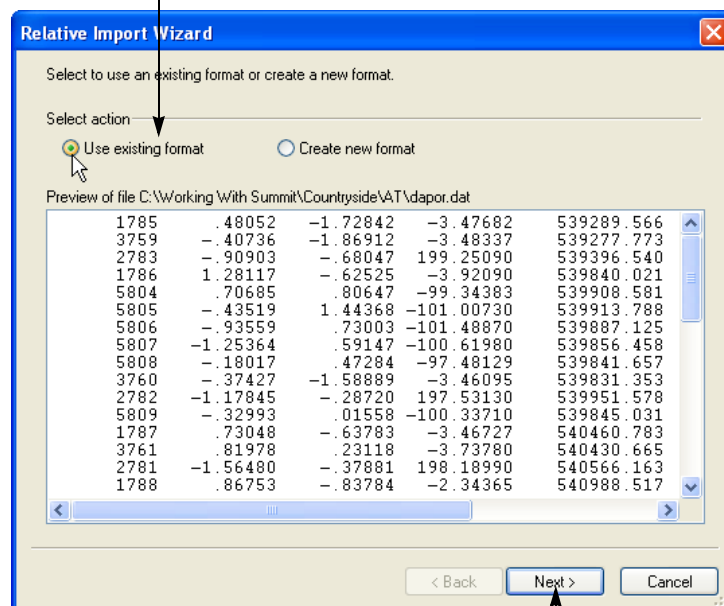 Relative Import Wizard
Select to use an existing format or create a new format.
Select action
Use existing format Create new format
Preview of file C:\Working With Summit\Countryside\AT\dapor.dat
1785 .48052 -1.72842 -3.47682 539289.566
3759 -.40736 -1.86912 -3.48337 539277.773
2783 -.90903 -.68047 199.25090 539396.540
1786 1.28117 -.62525 -3.92090 539840.021
5804 .70685 .80647 -99.34383 539908.581
5805 -.43519 1.44368 -101.00730 539913.788
5806 -.93559 .73003 -101.48870 539887.125
5807 -1.25364 .59147 -100.61980 539856.458
5808 -.18017 .47284 -97.48129 539841.657
3760 -.37427 -1.58889 -3.46095 539831.353
2782 -1.17845 -.28720 197.53130 539951.578
5809 -.32993 .01558 -100.33710 539845.031
1787 .73048 -.63783 -3.46727 540460.783
3761 .81978 .23118 -3.73780 540430.665
2781 -1.56480 -.37881 198.18990 540566.163
1788 .86753 -.83784 -2.34365 540988.517
< Back Next > Cancel